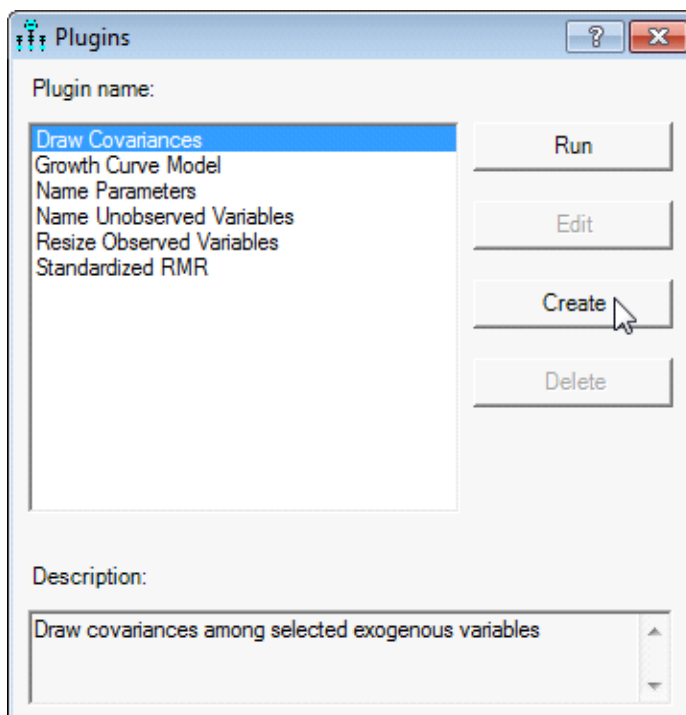 Plugins
Plugin name:
Draw Covariances
Growth Curve Model
Name Parameters
Name Unobserved Variables
Resize Observed Variables
Standardized RMR
Run
Edit
Create
Delete
Description:
Draw covariances among selected exogenous variables